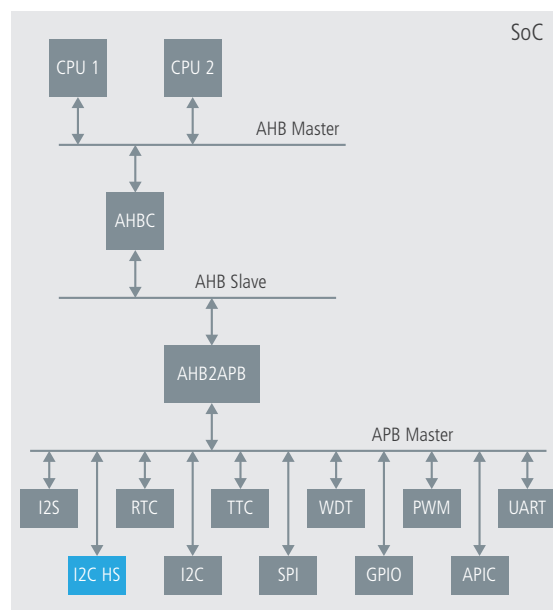 SoC
CPU 1 CPU 2
AHB Master
AHBC
AHB Slave
AHB2APB
APB Master
I2S RTC TTC WDT PWM UART
I2C HS I2C SPI GPIO APIC